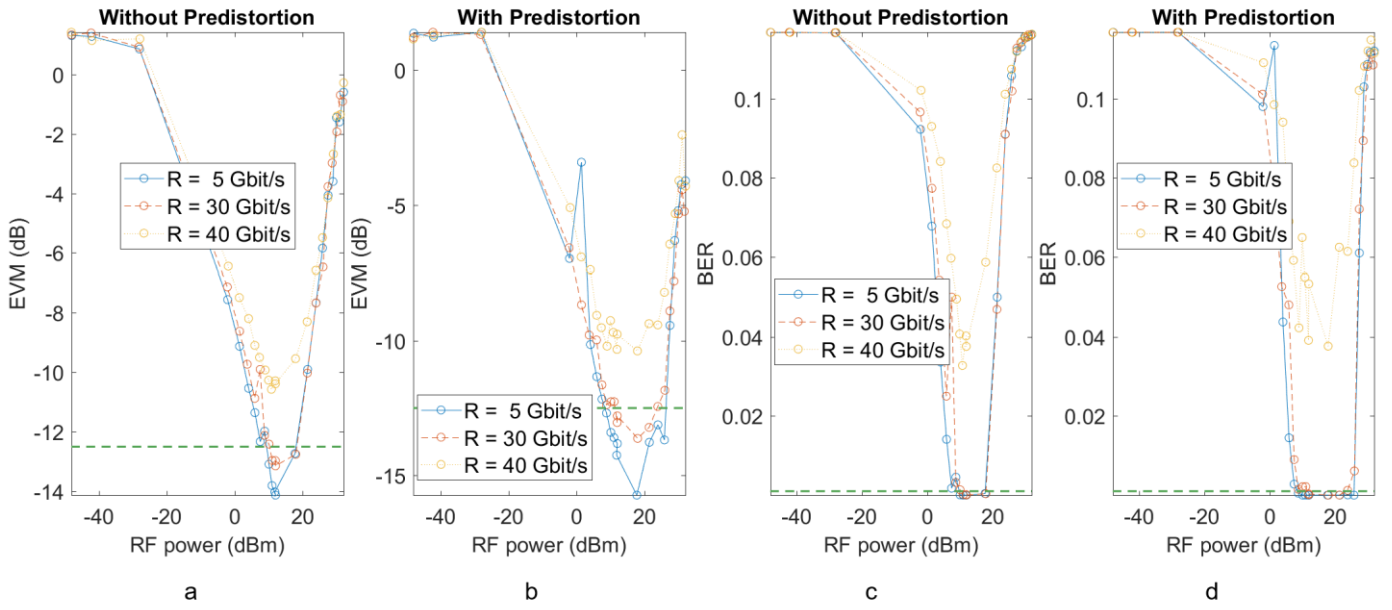 Without Predistortion
0
-2
-4
-6
-8
-10
-12
-14
EVM (dB)
R =   5 Gbit/s
R = 30 Gbit/s
R = 40 Gbit/s
-40 -20 0 20
RF power (dBm)
a
With Predistortion
0
-5
-10
-15
EVM (dB)
R =   5 Gbit/s
R = 30 Gbit/s
R = 40 Gbit/s
-40 -20 0 20
RF power (dBm)
b
Without Predistortion
0.1
0.08
0.06
0.04
0.02
BER
R =   5 Gbit/s
R = 30 Gbit/s
R = 40 Gbit/s
-40 -20 0 20
RF power (dBm)
c
With Predistortion
0.1
0.08
0.06
0.04
0.02
BER
R =   5 Gbit/s
R = 30 Gbit/s
R = 40 Gbit/s
-40 -20 0 20
RF power (dBm)
d